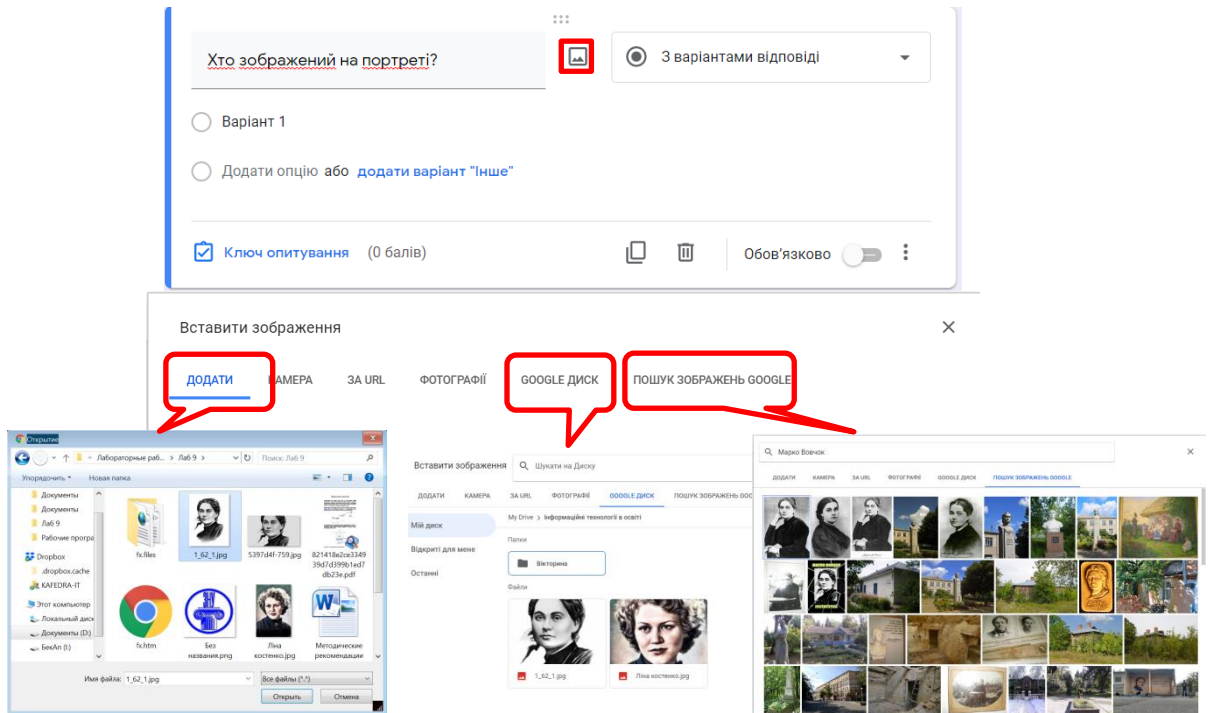 Хто зображений на портреті?
З варіантами відповіді
Варіант 1
Додати опцію або додати варіант "Інше"
Ключ опитування (0 балів)
Обов'язково
Вставити зображення
ДОДАТИ КАМЕРА ЗА URL ФОТОГРАФІЇ GOOGLE ДИСК ПОШУК ЗОБРАЖЕНЬ GOOGLE
Открытие
Лабораторные раб... > Лаб 9 >
Поиск: Лаб 9
Упорядочить Новая папка
Документы
Документы
Лаб 9
Рабочие програ
Dropbox
.dropbox.cache
KAFEDRA-IT
Этот компьютер
Локальный диск
Документы (D:)
БекАп (I:)
fx.files
1_62_1.jpg
5397d4f-759.jpg
821418e2ce3349
39d7d399b1ed7
db23e.pdf
fx.htm
Без
названия.png
Ліна
костенко.jpg
Методические
рекомендации
Имя файла: 1_62_1.jpg
Все файлы (*.*)
Открыть Отмена
Вставити зображення Шукати на Диску
ДОДАТИ КАМЕРА ЗА URL ФОТОГРАФІЇ GOOGLE ДИСК ПОШУК ЗОБРАЖЕНЬ GOO
Мій диск
Відкриті для мене
Останні
My Drive > Інформаційні технології в освіті
Папки
Вікторина
Файли
1_62_1.jpg
Ліна костенко.jpg
Марко Вовчок
ДОДАТИ КАМЕРА ЗА URL ФОТОГРАФІЇ GOOGLE ДИСК ПОШУК ЗОБРАЖЕНЬ GOOGLE